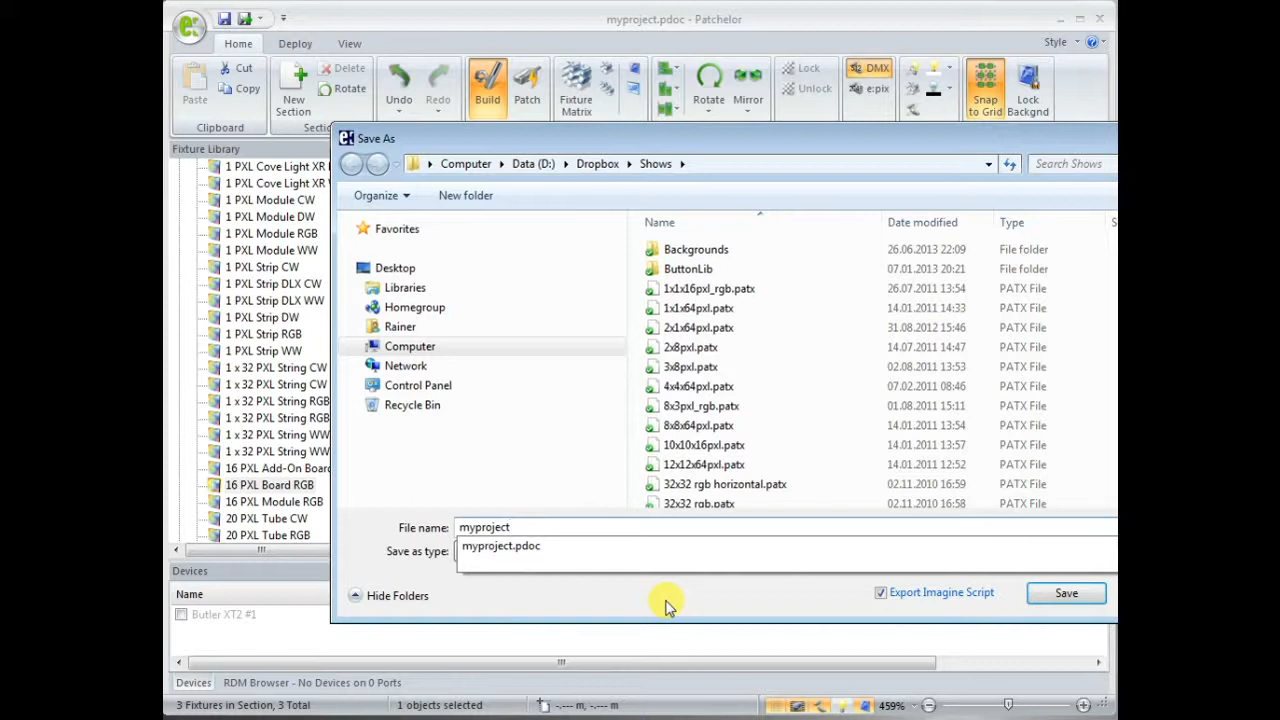 myproject.pdoc - Patchelor
Home Deploy View Style
Paste Cut Copy
New Section Delete Rotate
Undo Redo
Build Patch
Fixture Matrix
Rotate Mirror
Lock Unlock
DMX e:pix
Snap to Grid Lock Backgnd
Clipboard
Fixture Library
1 PXL Cove Light XR
1 PXL Cove Light XR
1 PXL Module CW
1 PXL Module DW
1 PXL Module RGB
1 PXL Module WW
1 PXL Strip CW
1 PXL Strip DLX CW
1 PXL Strip DLX WW
1 PXL Strip DW
1 PXL Strip RGB
1 PXL Strip WW
1 x 32 PXL String CW
1 x 32 PXL String CW
1 x 32 PXL String RGB
1 x 32 PXL String RGB
1 x 32 PXL String WW
1 x 32 PXL String WW
16 PXL Add-On Board
16 PXL Board RGB
16 PXL Module RGB
20 PXL Tube CW
20 PXL Tube RGB
Devices
Name
Butler XT2 #1
Devices RDM Browser - No Devices on 0 Ports
3 Fixtures in Section, 3 Total 1 objects selected -.--- m, -.--- m 459%
Save As
Computer Data (D:) Dropbox Shows Search Shows
Organize New folder
Favorites
Desktop
Libraries
Homegroup
Rainer
Computer
Network
Control Panel
Recycle Bin
Name Date modified Type
Backgrounds 26.06.2013 22:09 File folder
ButtonLib 07.01.2013 20:21 File folder
1x1x16pxl_rgb.patx 26.07.2011 13:54 PATX File
1x1x64pxl.patx 14.01.2011 14:33 PATX File
2x1x64pxl.patx 31.08.2012 15:46 PATX File
2x8pxl.patx 14.07.2011 14:47 PATX File
3x8pxl.patx 02.08.2011 13:53 PATX File
4x4x64pxl.patx 07.02.2011 08:46 PATX File
8x3pxl_rgb.patx 01.08.2011 15:11 PATX File
8x8x64pxl.patx 14.01.2011 13:54 PATX File
10x10x16pxl.patx 14.01.2011 13:57 PATX File
12x12x64pxl.patx 14.01.2011 12:52 PATX File
32x32 rgb horizontal.patx 02.11.2010 16:59 PATX File
32x32 rgb.patx 02.11.2010 16:58 PATX File
File name: myproject
Save as type: myproject.pdoc
Hide Folders Export Imagine Script Save